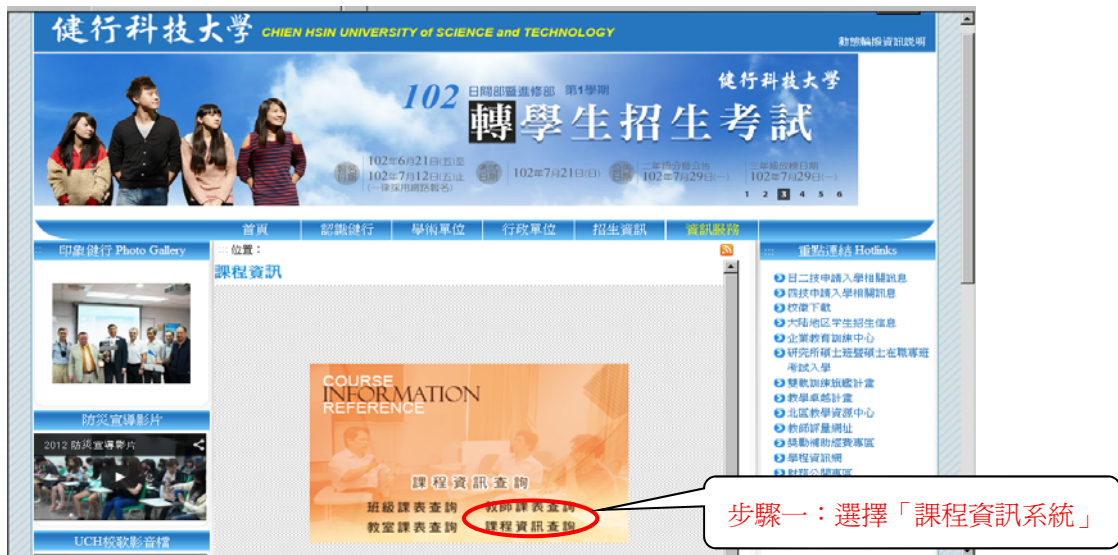 健行科技大學 CHIEN HSIN UNIVERSITY of SCIENCE and TECHNOLOGY
動態輪播資訊說明
健行科技大學
102 日間部暨進修部 第1學期
轉學生招生考試
102年6月21日(五)至
102年7月12日(五)止
(一律採用網路報名)
102年7月21日(日)
102年7月29日(一)
二年級放榜日期
102年7月29日(一)
1 2 3 4 5 6
首頁 認識健行 學術單位 行政單位 招生資訊 資訊服務
印象健行 Photo Gallery
位置：
課程資訊
重點連結 Hotlinks
日二技申請入學相關訊息
四技申請入學相關訊息
校徽下載
大陆地区学生招生信息
企業教育訓練中心
研究所碩士班暨碩士在職專班
考試入學
雙軌訓練旗艦計畫
教學卓越計畫
北區教學資源中心
教師評量網址
獎勵補助經費專區
學程資訊網
財務公開專區
防災宣導影片
2012 防災宣導影片
COURSE
INFORMATION
REFERENCE
課程資訊查詢
班級課表查詢 教師課表查詢
教室課表查詢 課程資訊查詢
步驟一：選擇「課程資訊系統」
UCH校歌影音檔